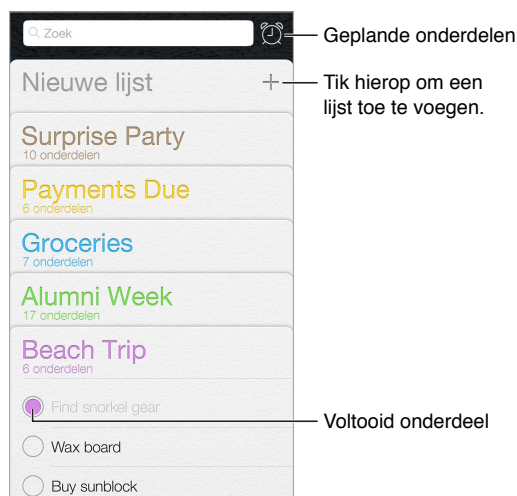 Zoek
Geplande onderdelen
Nieuwe lijst
Tik hierop om een
lijst toe te voegen.
Surprise Party
10 onderdelen
Payments Due
6 onderdelen
Groceries
7 onderdelen
Alumni Week
17 onderdelen
Beach Trip
6 onderdelen
Find snorkel gear
Voltooid onderdeel
Wax board
Buy sunblock